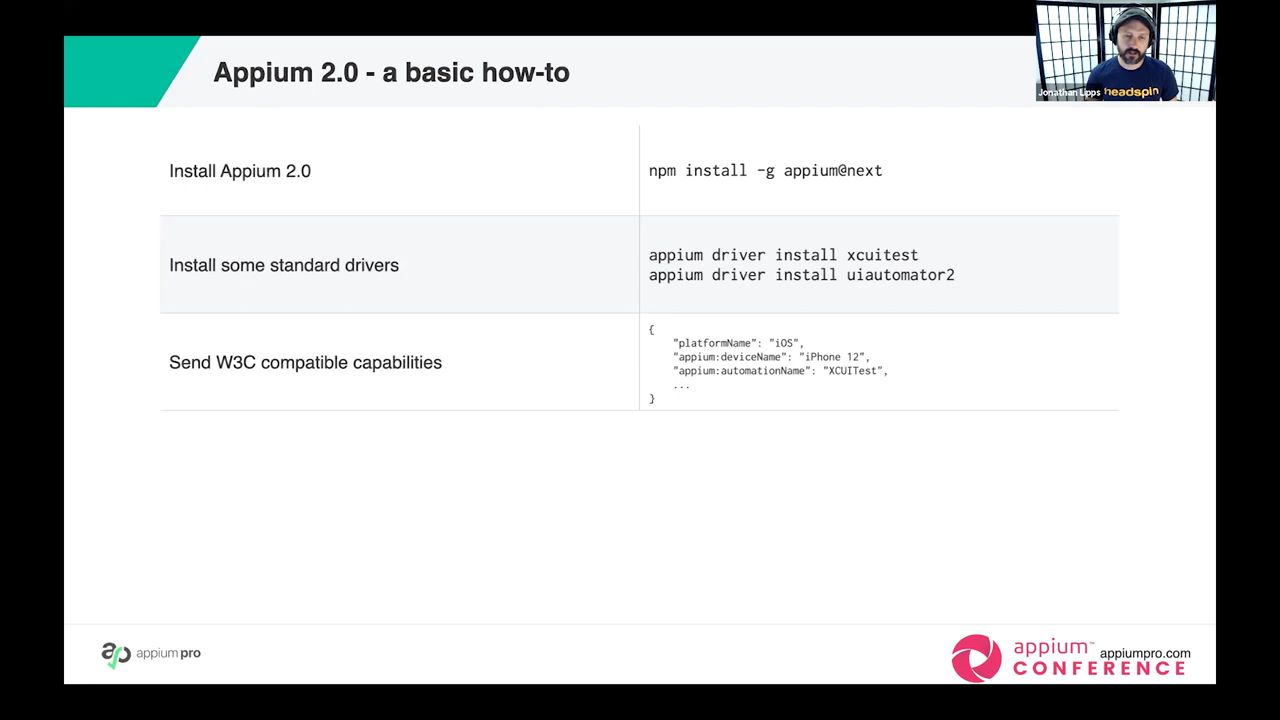 Appium 2.0 - a basic how-to
Jonathan Lipps
headspin
Install Appium 2.0
npm install -g appium@next
Install some standard drivers
appium driver install xcuitest
appium driver install uiautomator2
Send W3C compatible capabilities
{
"platformName": "iOS",
"appium:deviceName": "iPhone 12",
"appium:automationName": "XCUITest",
...
}
ap appium pro
appium™
CONFERENCE
appiumpro.com